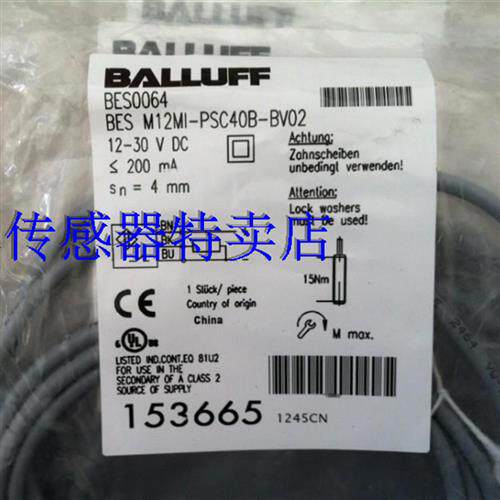 BALLUFF
BES0064
BES M12MI-PSC40B-BV02
12-30 V DC
≤ 200 mA
sn = 4 mm
Achtung:
Zahnscheiben
unbedingt verwenden!
Attention:
Lock washers
must be used!
传感器特卖店
BN
BK
BU
15Nm
M max.
CE
1 Stück/ piece
Country of origin
China
UL
LISTED IND.CONT.EQ 81U2
FOR USE IN THE
SECONDARY OF A CLASS 2
SOURCE OF SUPPLY
153665
1245CN